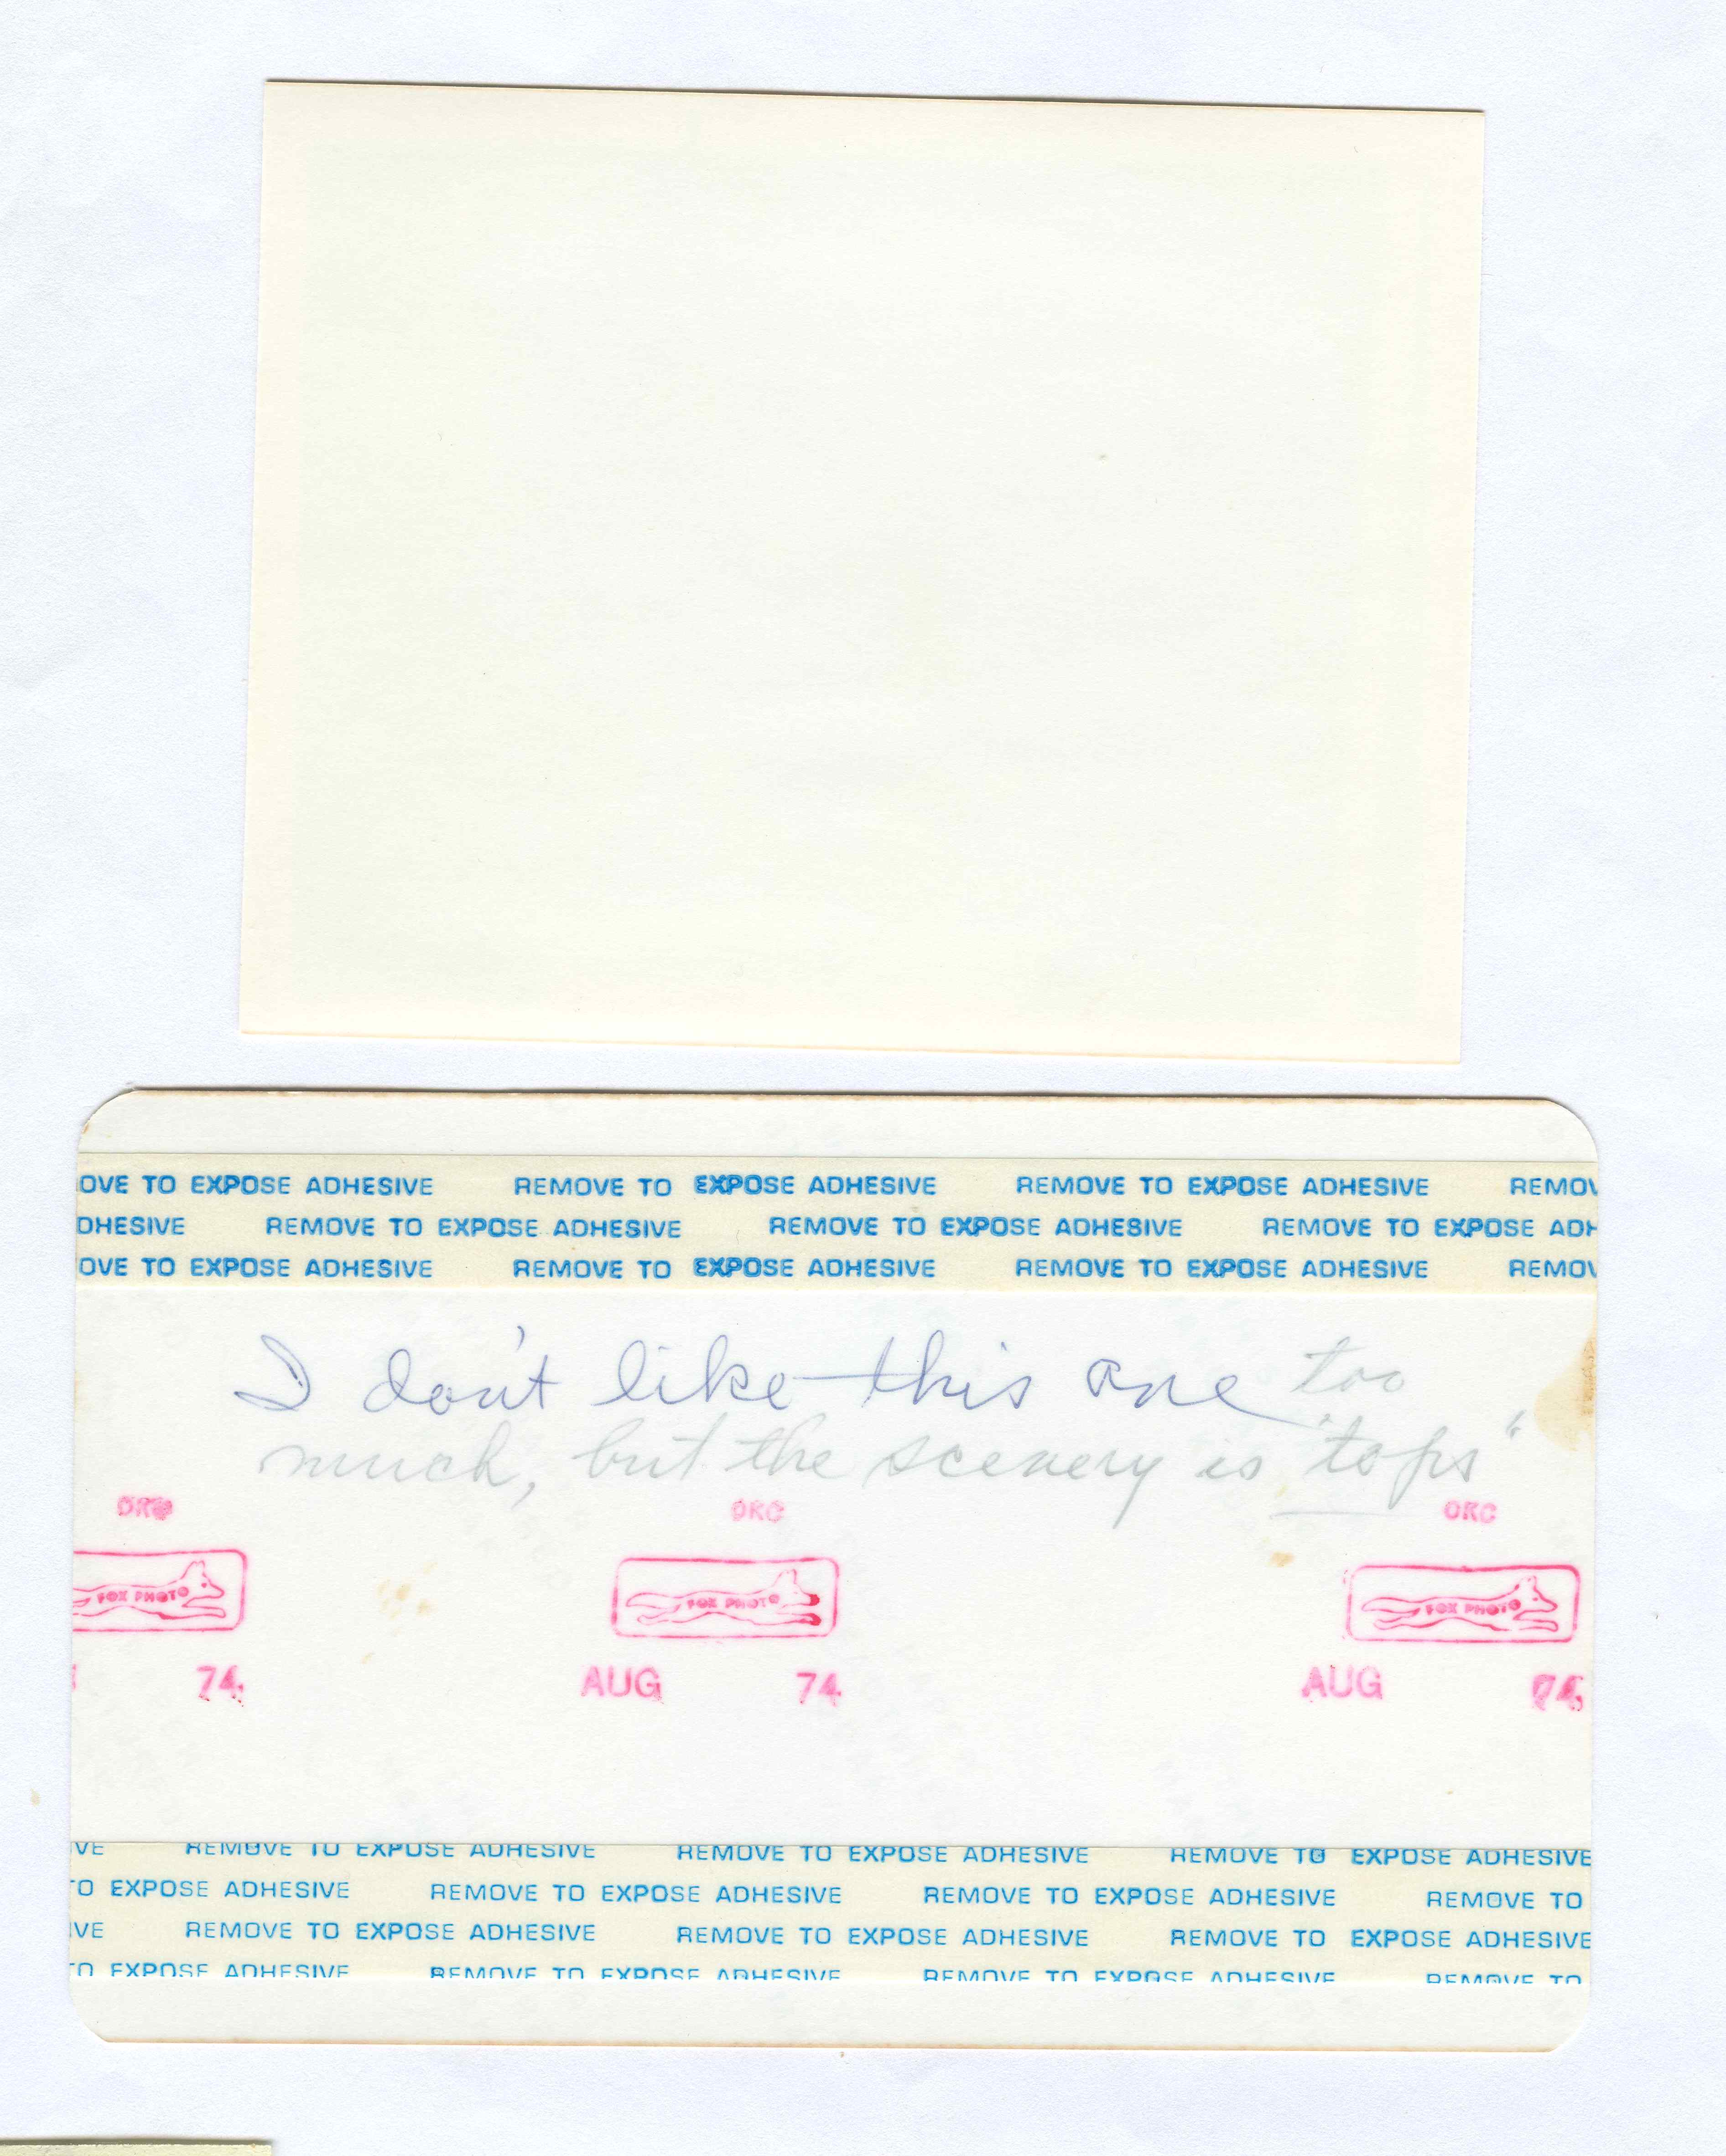 OVE TO EXPOSE ADHESIVE REMOVE TO EXPOSE ADHESIVE REMOVE TO EXPOSE ADHESIVE REMOV
DHESIVE REMOVE TO EXPOSE ADHESIVE REMOVE TO EXPOSE ADHESIVE REMOVE TO EXPOSE ADH
OVE TO EXPOSE ADHESIVE REMOVE TO EXPOSE ADHESIVE REMOVE TO EXPOSE ADHESIVE REMOV
I don't like this one too
much, but the scenery is "tops"
ORC ORC ORC
FOX PHOTO FOX PHOTO FOX PHOTO
74 AUG 74 AUG 74
VE REMOVE TO EXPOSE ADHESIVE REMOVE TO EXPOSE ADHESIVE REMOVE TO EXPOSE ADHESIVE
TO EXPOSE ADHESIVE REMOVE TO EXPOSE ADHESIVE REMOVE TO EXPOSE ADHESIVE REMOVE TO
VE REMOVE TO EXPOSE ADHESIVE REMOVE TO EXPOSE ADHESIVE REMOVE TO EXPOSE ADHESIVE
TO EXPOSE ADHESIVE REMOVE TO EXPOSE ADHESIVE REMOVE TO EXPOSE ADHESIVE REMOVE TO